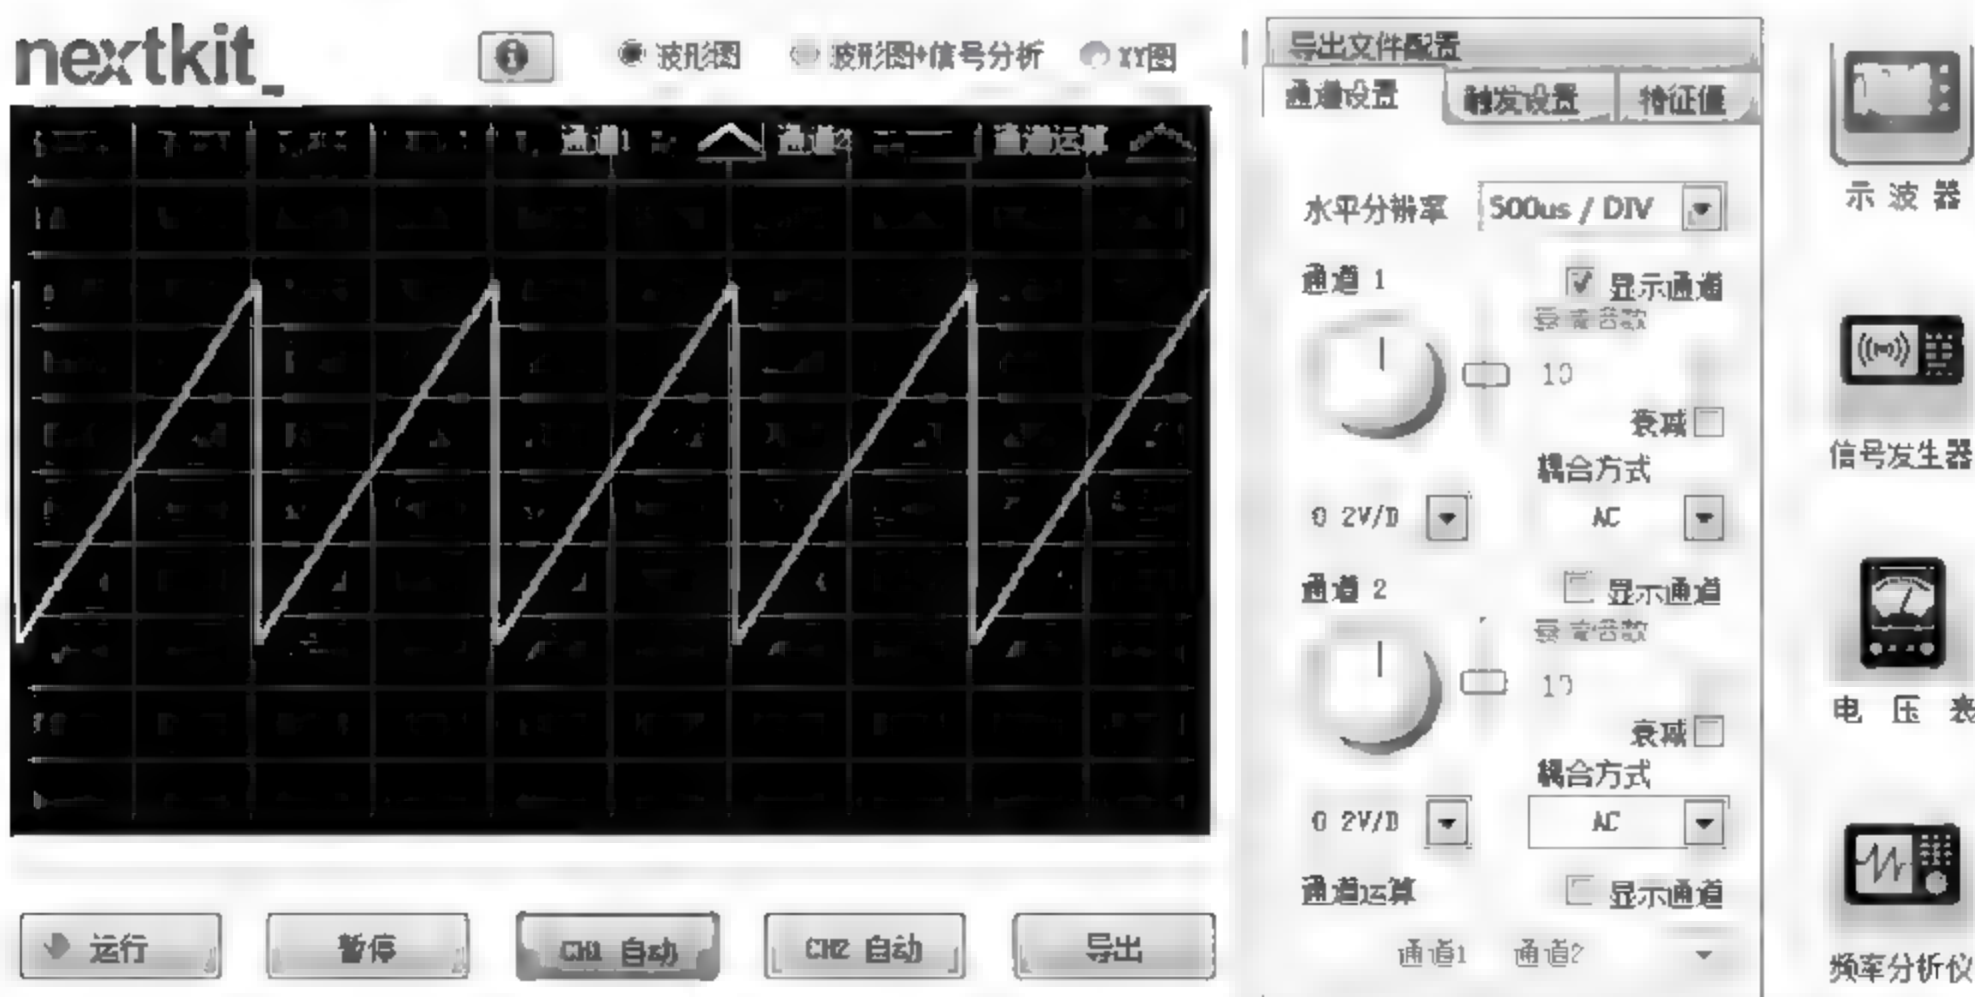 nextkit_
波形图 波形图+信号分析 XY图
通道1 通道2 通道运算
导出文件配置
通道设置 触发设置 特征值
水平分辨率 500us / DIV
通道 1 显示通道
10
衰减
耦合方式
0 2V/D AC
通道 2 显示通道
衰减
耦合方式
0 2V/D AC
通道运算 显示通道
通道1 通道2
运行 暂停 CH1 自动 CH2 自动 导出
示波器
信号发生器
电压表
频率分析仪